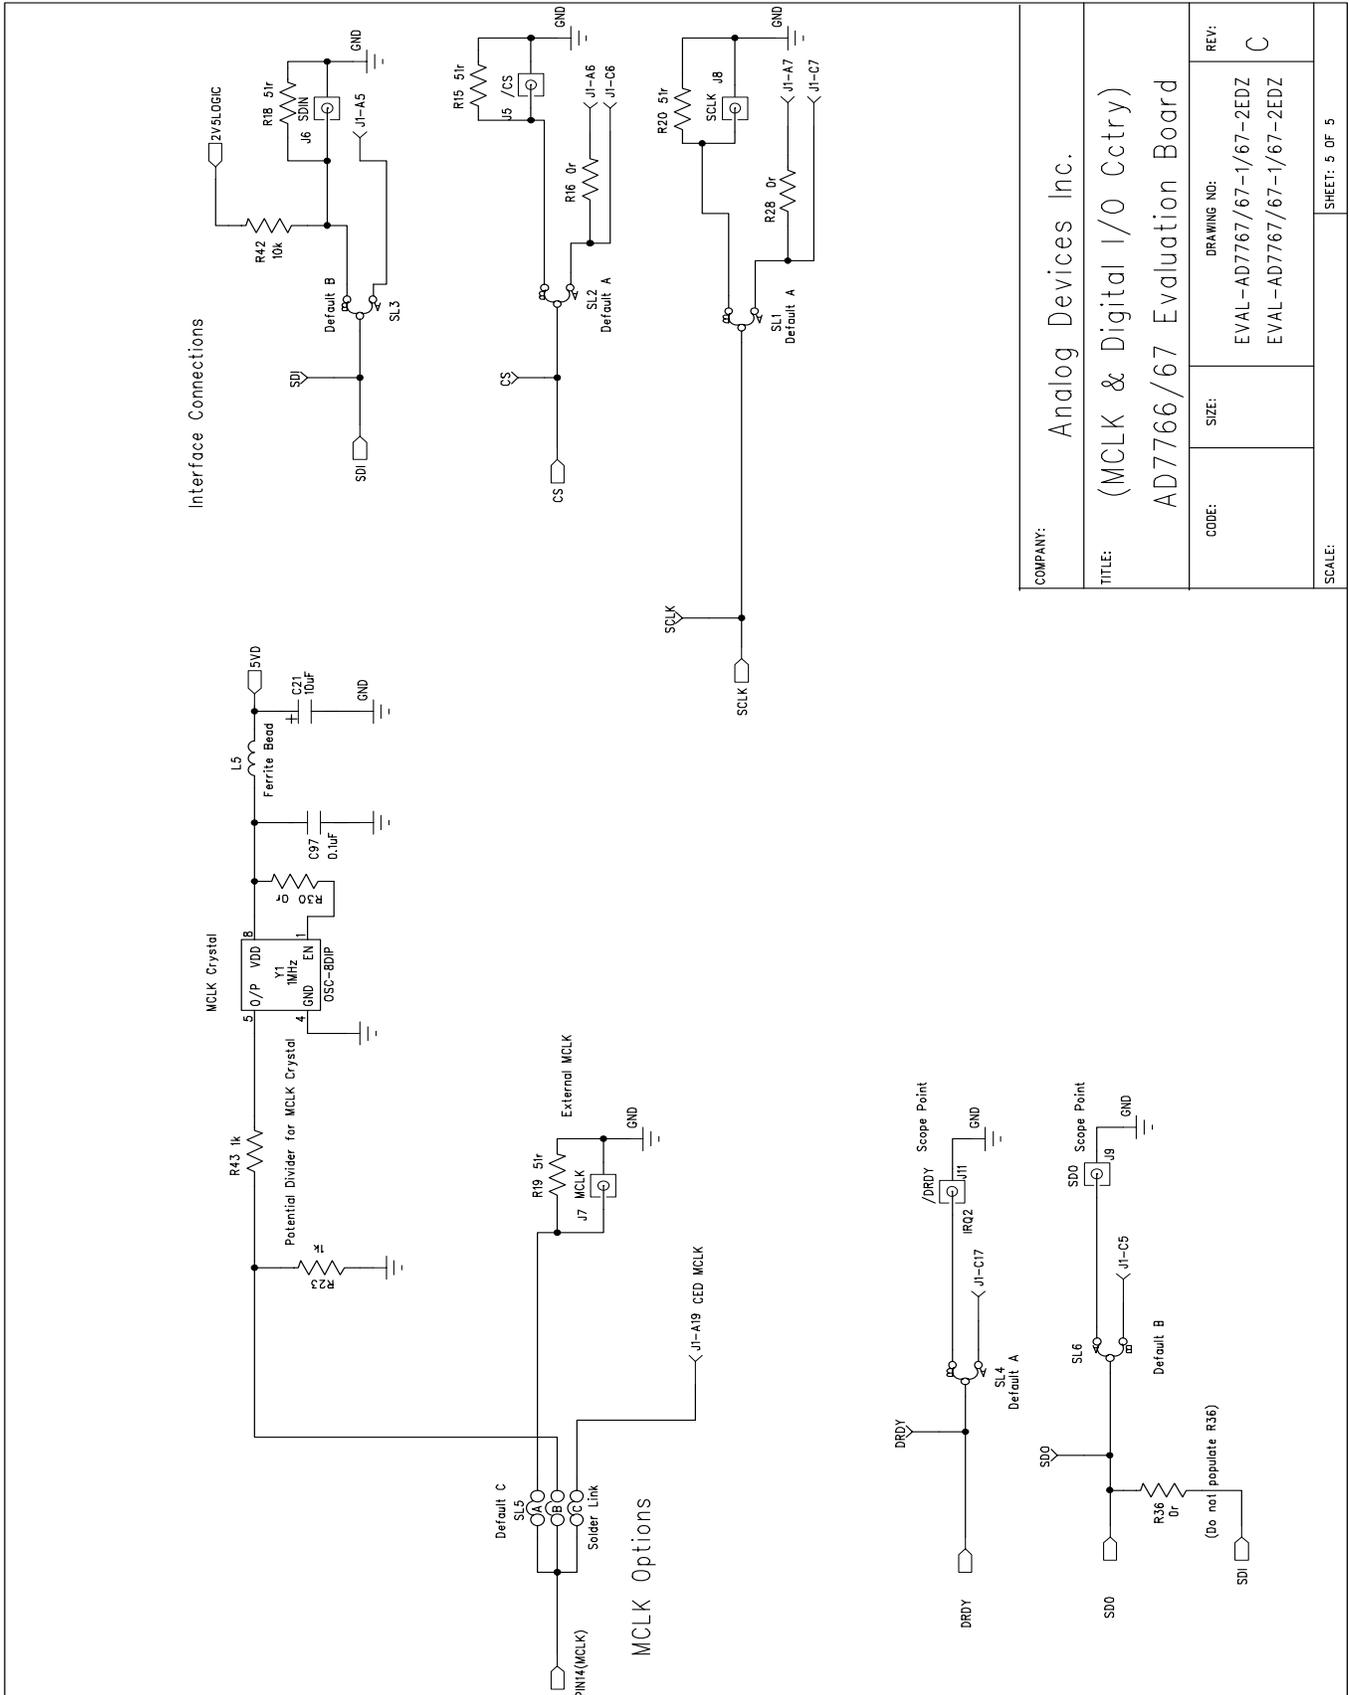 Interface Connections
2V5LOGIC
R42
10k
R18 51r
SDIN
J6
GND
J1-A5
Default B
B
A
SL3
SDI
SDI
R15 51r
/CS
J5
GND
J1-A6
J1-C6
R16 0r
B
A
SL2
Default A
CS
CS
R20 51r
SCLK
J8
GND
J1-A7
J1-C7
R28 0r
B
A
SL1
Default A
SCLK
SCLK
MCLK Crystal
5VD
L5
Ferrite Bead
C21
10uF
+
GND
C97
0.1uF
R30 0r
8
VDD
1
EN
Y1
1MHz
O/P
5
GND
4
OSC-8DIP
R43 1k
Potential Divider for MCLK Crystal
R23
1k
External MCLK
R19 51r
MCLK
J7
GND
J1-A19 CED MCLK
Default C
SL5
A
B
C
Solder Link
PIN14(MCLK)
MCLK Options
Scope Point
/DRDY
J11
GND
IRQ2
J1-C17
B
A
SL4
Default A
DRDY
DRDY
Scope Point
SDO
J9
GND
J1-C5
SL6
A
B
Default B
SDO
SDO
R36
0r
(Do not populate R36)
SDI
COMPANY:
Analog Devices Inc.
TITLE:
(MCLK & Digital I/O Cctry)
AD7766/67 Evaluation Board
CODE:
SIZE:
DRAWING NO:
EVAL-AD7767/67-1/67-2EDZ
EVAL-AD7767/67-1/67-2EDZ
REV:
C
SCALE:
SHEET: 5 OF 5